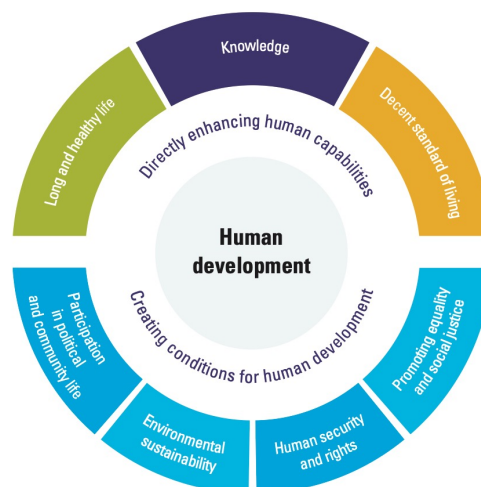 Long and healthy life
Knowledge
Decent standard of living
Directly enhancing human capabilities
Human
development
Creating conditions for human development
Participation
in political
and community life
Environmental
sustainability
Human security
and rights
Promoting equality
and social justice